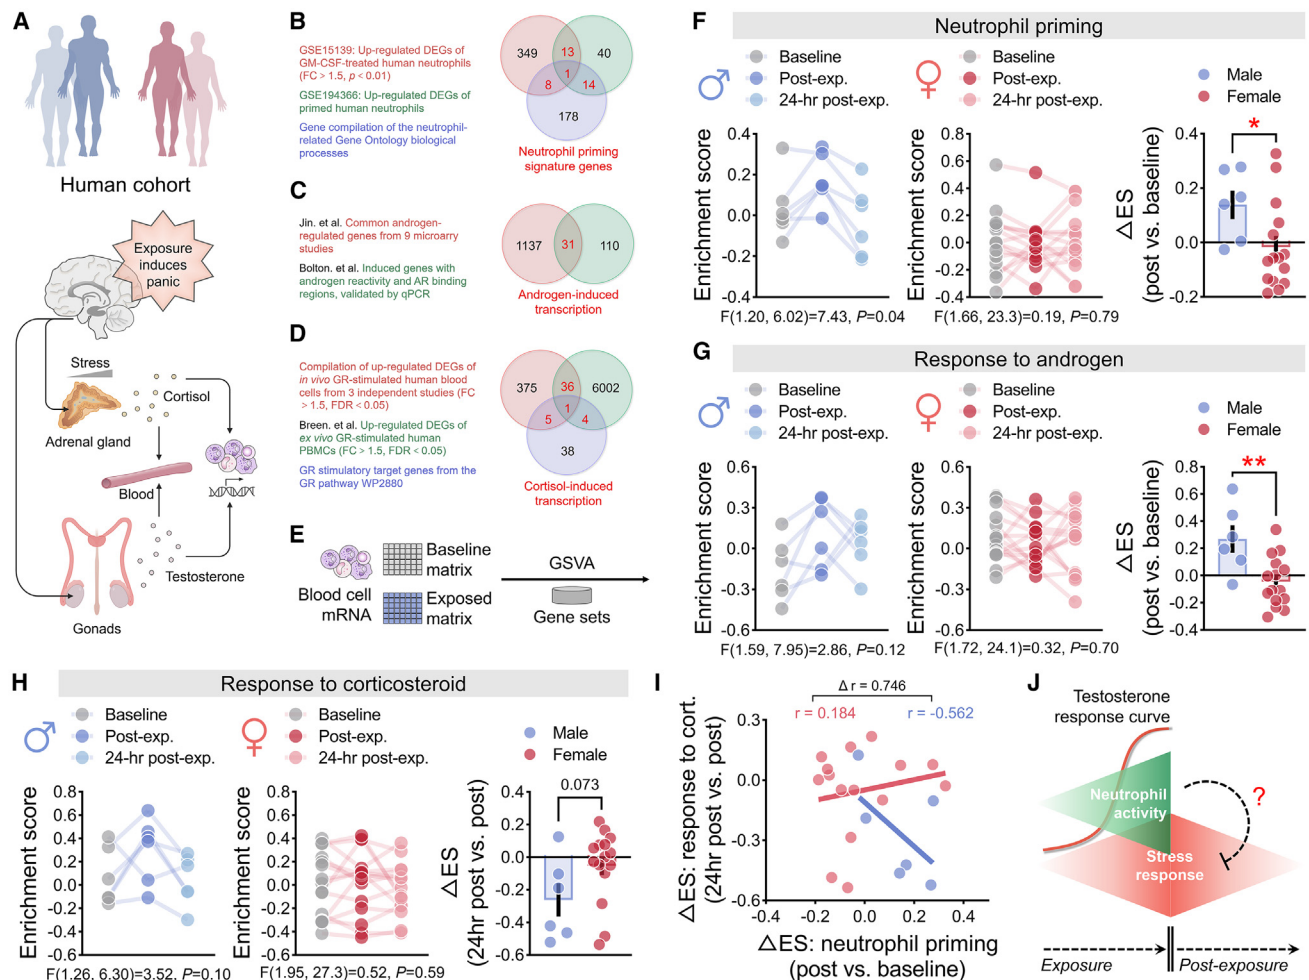 A
Human cohort
Exposure
induces
panic
Stress
Cortisol
Adrenal gland
Blood
Testosterone
Gonads
B
GSE15139: Up-regulated DEGs of
GM-CSF-treated human neutrophils
(FC > 1.5, p < 0.01)
GSE194366: Up-regulated DEGs of
primed human neutrophils
Gene compilation of the neutrophil-
related Gene Ontology biological
processes
349
13
40
1
8
14
178
Neutrophil priming
signature genes
C
Jin. et al. Common androgen-
regulated genes from 9 microarry
studies
Bolton. et al. Induced genes with
androgen reactivity and AR binding
regions, validated by qPCR
1137
31
110
Androgen-induced
transcription
D
Compilation of up-regulated DEGs of
in vivo GR-stimulated human blood
cells from 3 independent studies (FC
> 1.5, FDR < 0.05)
Breen. et al. Up-regulated DEGs of
ex vivo GR-stimulated human
PBMCs (FC > 1.5, FDR < 0.05)
GR stimulatory target genes from the
GR pathway WP2880
375
36
6002
1
5
4
38
Cortisol-induced
transcription
E
Blood cell
mRNA
Baseline
matrix
Exposed
matrix
GSVA
Gene sets
F
Neutrophil priming
♂
Baseline
Post-exp.
24-hr post-exp.
♀
Baseline
Post-exp.
24-hr post-exp.
Male
Female
Enrichment score
0.4
0.2
0.0
-0.2
-0.4
F(1.20, 6.02)=7.43, P=0.04
Enrichment score
0.8
0.6
0.4
0.2
0.0
-0.2
-0.4
F(1.66, 23.3)=0.19, P=0.79
△ES
(post vs. baseline)
0.4
0.2
0.0
-0.2
*
G
Response to androgen
♂
Baseline
Post-exp.
24-hr post-exp.
♀
Baseline
Post-exp.
24-hr post-exp.
Male
Female
Enrichment score
0.6
0.3
0.0
-0.3
-0.6
F(1.59, 7.95)=2.86, P=0.12
Enrichment score
0.6
0.3
0.0
-0.3
-0.6
F(1.72, 24.1)=0.32, P=0.70
△ES
(post vs. baseline)
0.8
0.6
0.4
0.2
0.0
-0.2
-0.4
**
H
Response to corticosteroid
♂
Baseline
Post-exp.
24-hr post-exp.
♀
Baseline
Post-exp.
24-hr post-exp.
Male
Female
Enrichment score
0.8
0.6
0.4
0.2
0.0
-0.2
-0.4
-0.6
F(1.26, 6.30)=3.52, P=0.10
Enrichment score
0.8
0.6
0.4
0.2
0.0
-0.2
-0.4
-0.6
F(1.95, 27.3)=0.52, P=0.59
△ES
(24hr post vs. post)
0.4
0.2
0.0
-0.2
-0.4
-0.6
0.073
I
Δ r = 0.746
r = 0.184
r = -0.562
△ES: response to cort.
(24hr post vs. post)
0.3
0.0
-0.3
-0.6
-0.4
-0.2
0.0
0.2
0.4
△ES: neutrophil priming
(post vs. baseline)
J
Testosterone
response curve
Neutrophil
activity
?
Stress
response
Exposure
Post-exposure